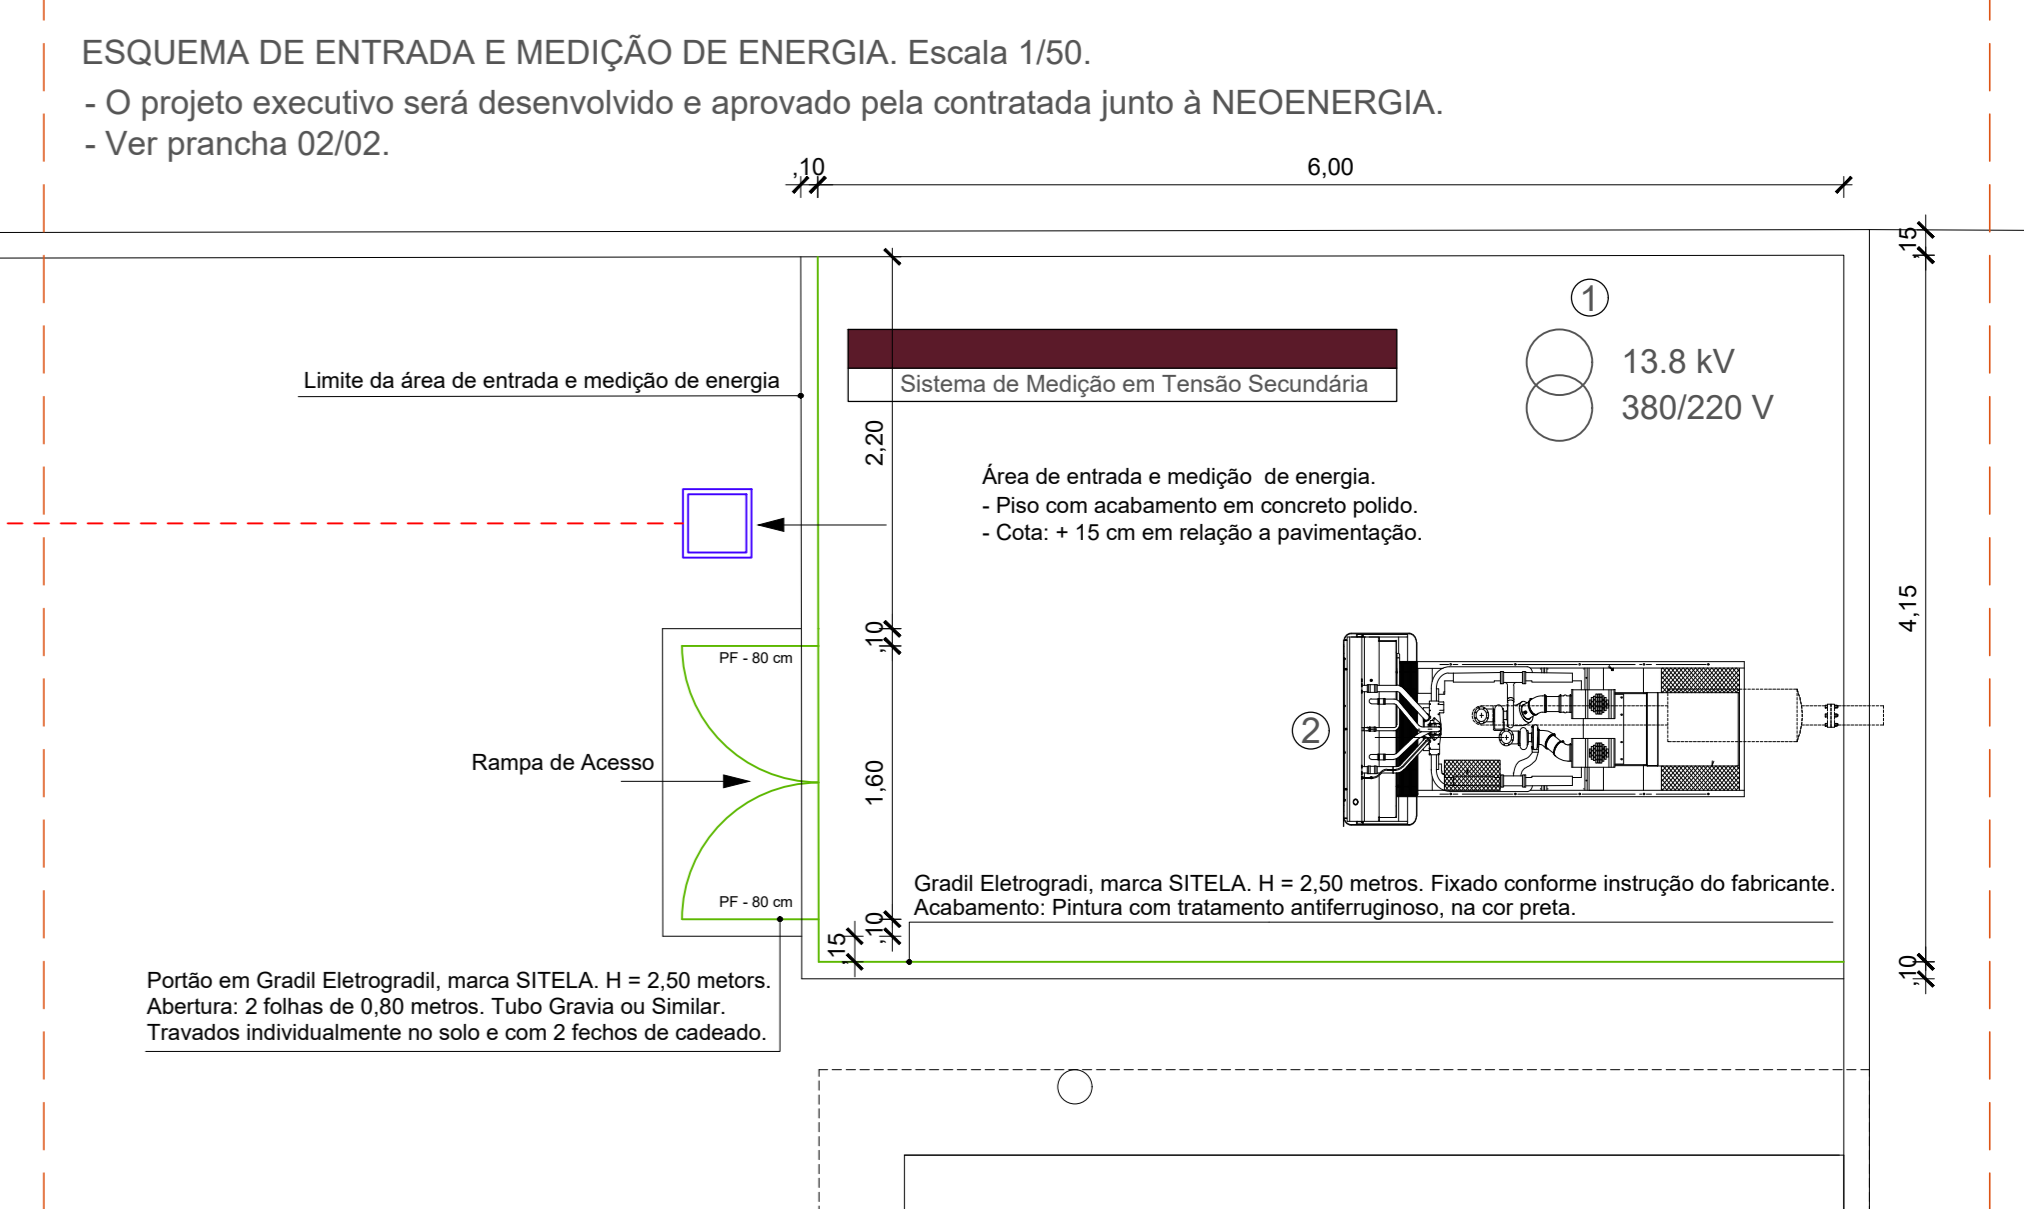 ESQUEMA DE ENTRADA E MEDIÇÃO DE ENERGIA. Escala 1/50.
- O projeto executivo será desenvolvido e aprovado pela contratada junto à NEOENERGIA.
- Ver prancha 02/02.
,10
6,00
,15
1
13.8 kV
380/220 V
Limite da área de entrada e medição de energia
Sistema de Medição em Tensão Secundária
2,20
Área de entrada e medição  de energia.
- Piso com acabamento em concreto polido.
- Cota: + 15 cm em relação a pavimentação.
4,15
,10
PF - 80 cm
2
Rampa de Acesso
1,60
Gradil Eletrogradi, marca SITELA. H = 2,50 metros. Fixado conforme instrução do fabricante.
Acabamento: Pintura com tratamento antiferruginoso, na cor preta.
PF - 80 cm
,10
,15
,10
Portão em Gradil Eletrogradil, marca SITELA. H = 2,50 metors.
Abertura: 2 folhas de 0,80 metros. Tubo Gravia ou Similar.
Travados individualmente no solo e com 2 fechos de cadeado.